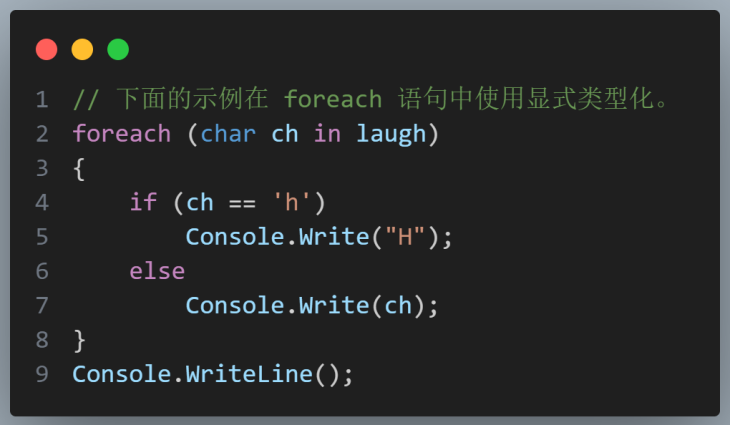 1 // 下面的示例在 foreach 语句中使用显式类型化。
2 foreach (char ch in laugh)
3 {
4     if (ch == 'h')
5         Console.Write("H");
6     else
7         Console.Write(ch);
8 }
9 Console.WriteLine();